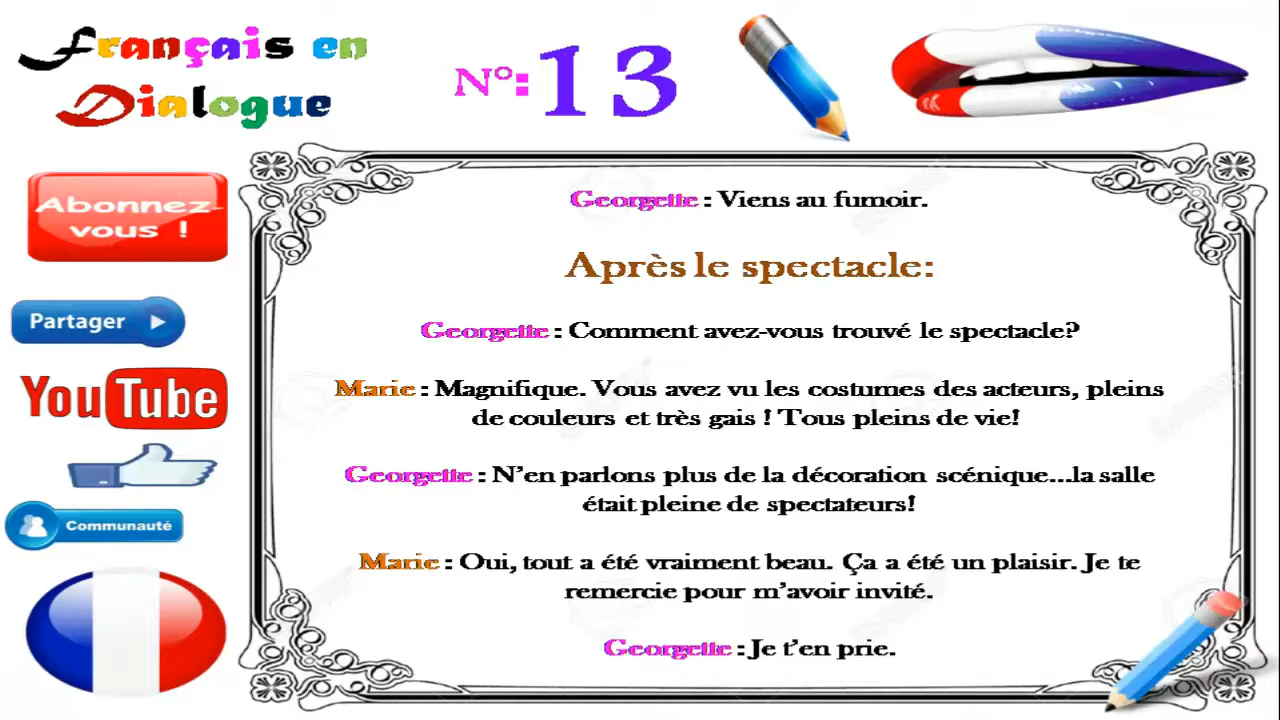 Français en
Dialogue
N°:13
Abonnez-
vous !
Partager
YouTube
Communauté
Georgette : Viens au fumoir.
Après le spectacle:
Georgette : Comment avez-vous trouvé le spectacle?
Marie : Magnifique. Vous avez vu les costumes des acteurs, pleins
de couleurs et très gais ! Tous pleins de vie!
Georgette : N’en parlons plus de la décoration scénique...la salle
était pleine de spectateurs!
Marie : Oui, tout a été vraiment beau. Ça a été un plaisir. Je te
remercie pour m’avoir invité.
Georgette : Je t’en prie.